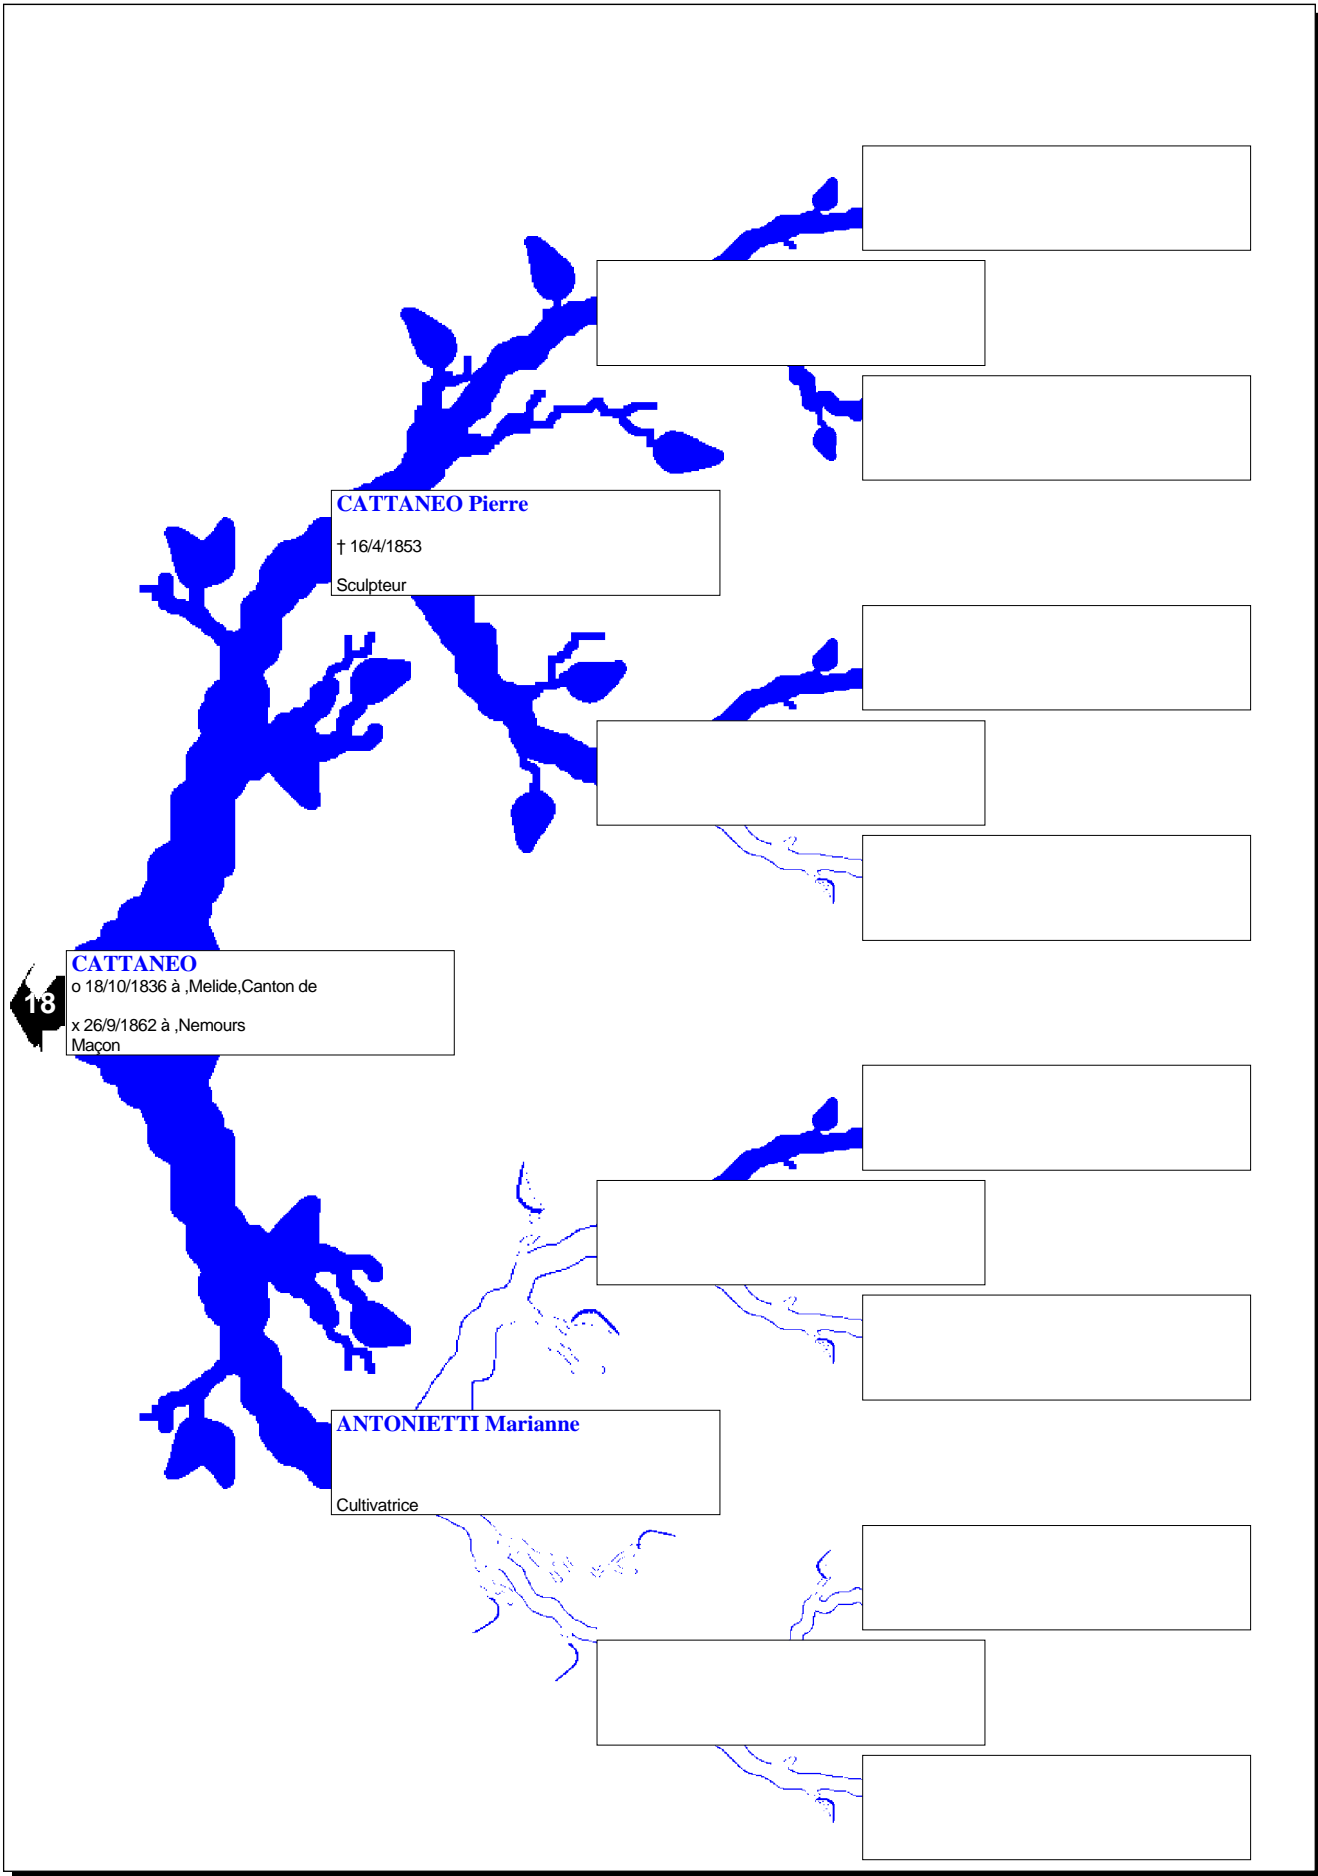 CATTANEO Pierre
† 16/4/1853
Sculpteur
CATTANEO
o 18/10/1836 à ,Melide,Canton de
18
x 26/9/1862 à ,Nemours
Maçon
ANTONIETTI Marianne
Cultivatrice